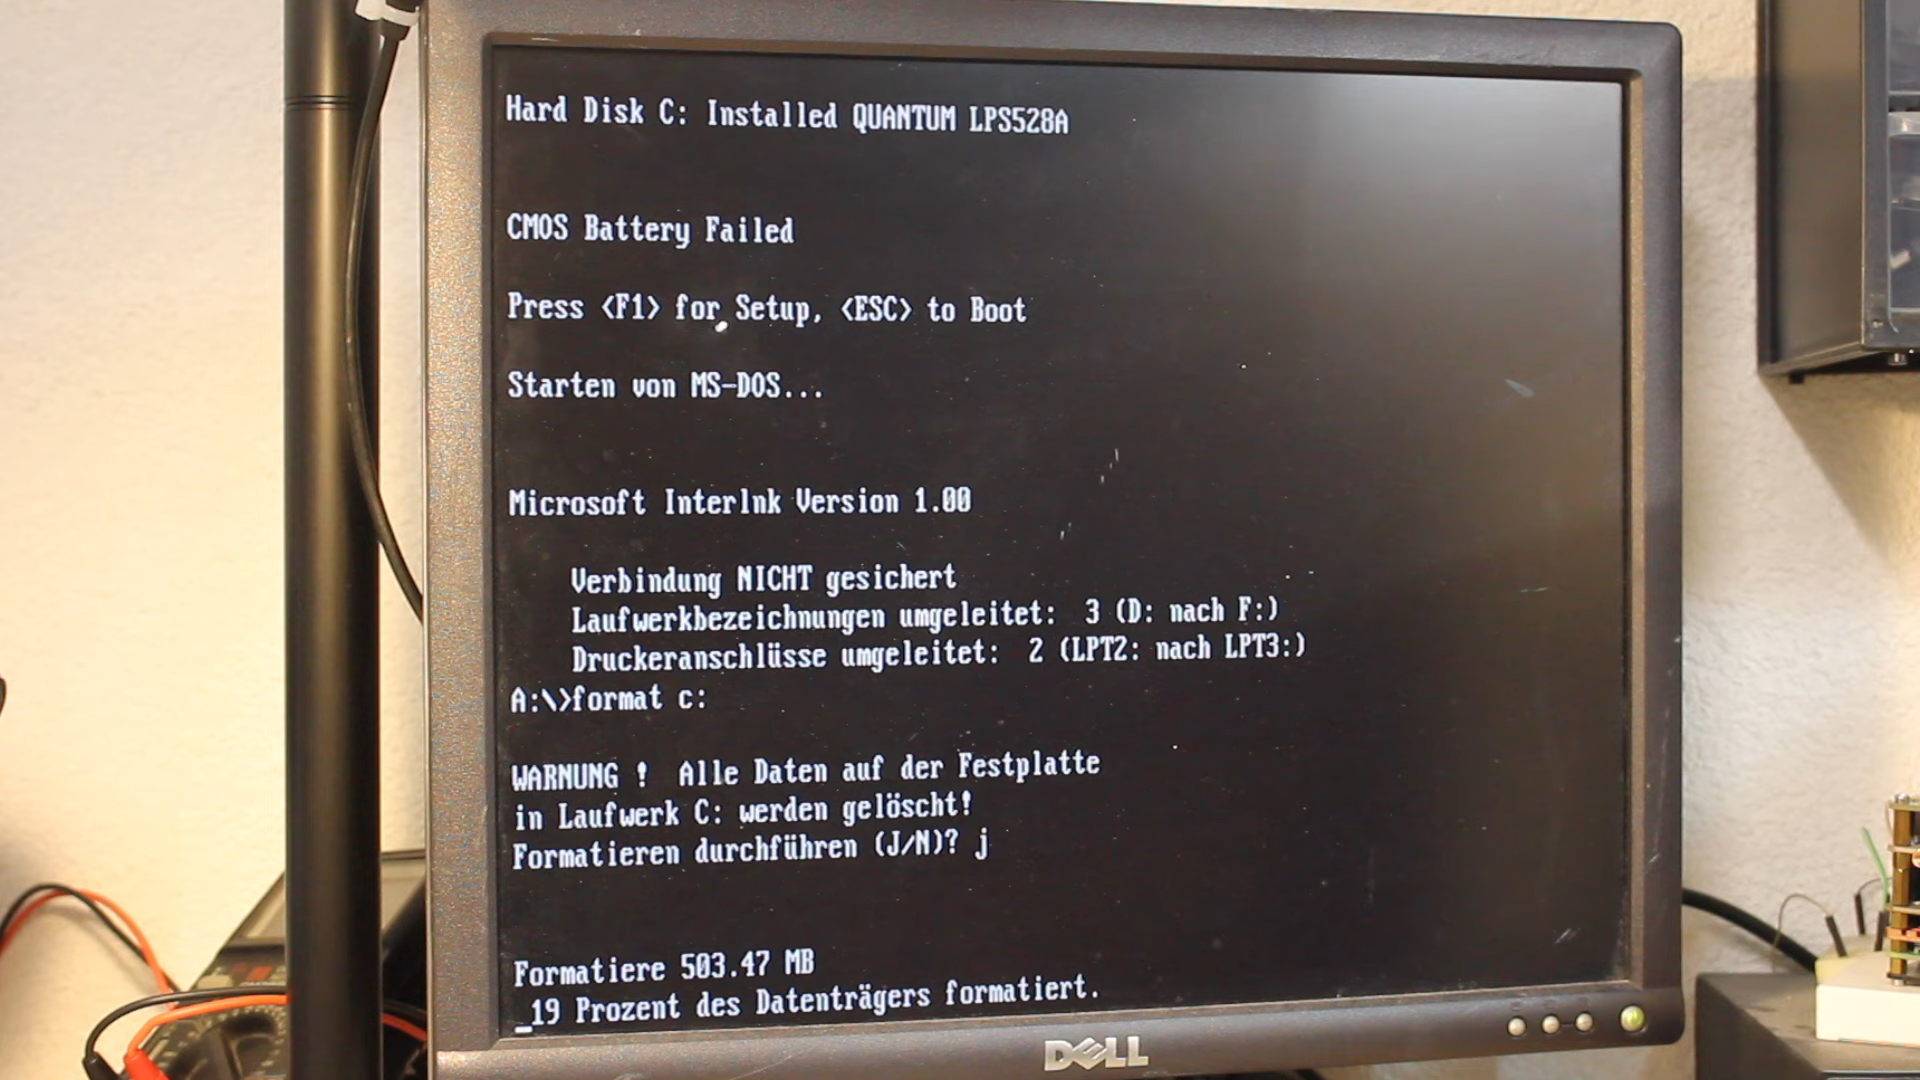 Hard Disk C: Installed QUANTUM LPS528A
CMOS Battery Failed
Press <F1> for Setup, <ESC> to Boot
Starten von MS-DOS...
Microsoft Interlnk Version 1.00
Verbindung NICHT gesichert
Laufwerkbezeichnungen umgeleitet: 3 (D: nach F:)
Druckeranschlüsse umgeleitet: 2 (LPT2: nach LPT3:)
A:\>format c:
WARNUNG ! Alle Daten auf der Festplatte
in Laufwerk C: werden gelöscht!
Formatieren durchführen (J/N)? j
Formatiere 503.47 MB
19 Prozent des Datenträgers formatiert.
DELL